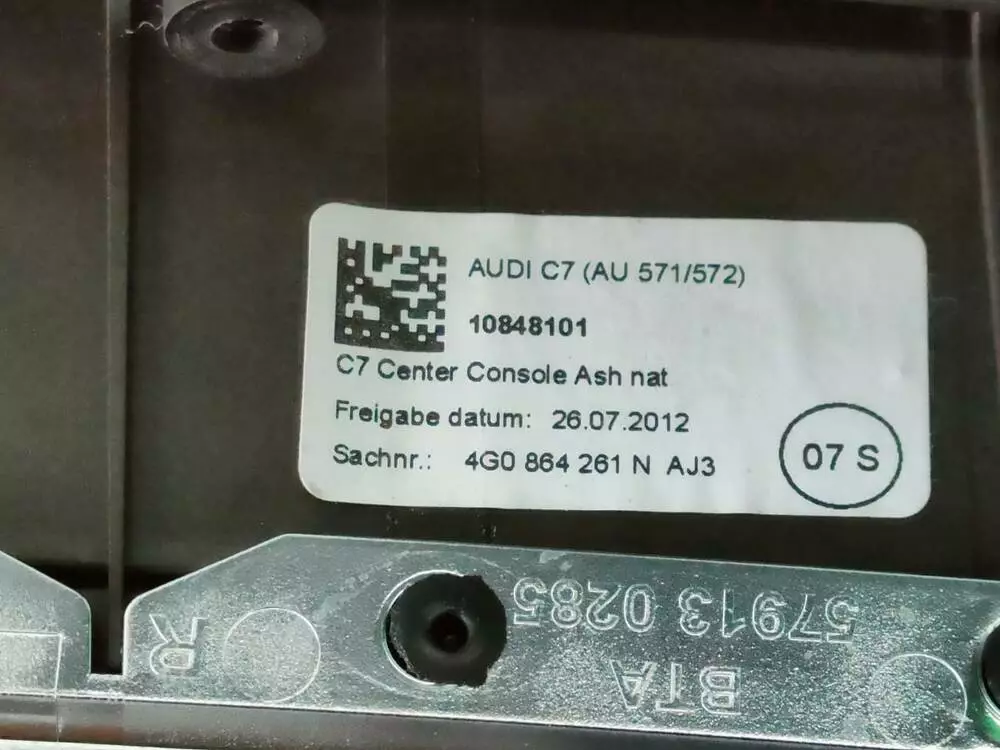 AUDI C7 (AU 571/572)
10848101
C7 Center Console Ash nat
Freigabe datum: 26.07.2012
Sachnr.: 4G0 864 261 N AJ3
07 S
57913 0285
BTA
R